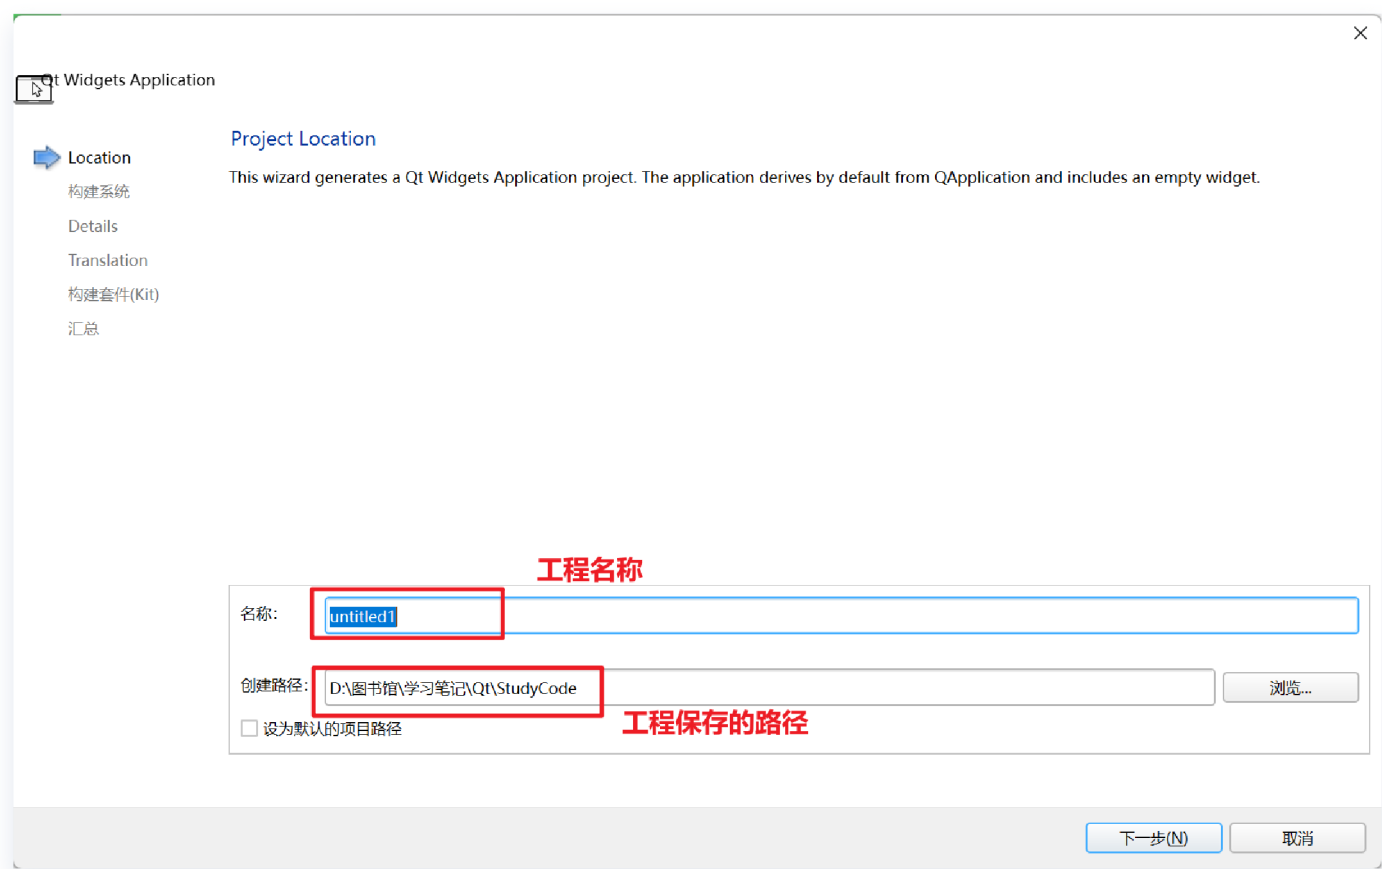 Qt Widgets Application
Project Location
Location
This wizard generates a Qt Widgets Application project. The application derives by default from QApplication and includes an empty widget.
构建系统
Details
Translation
构建套件(Kit)
汇总
工程名称
名称:
untitled1
创建路径:
D:\图书馆\学习笔记\Qt\StudyCode
浏览...
工程保存的路径
设为默认的项目路径
下一步(N)
取消